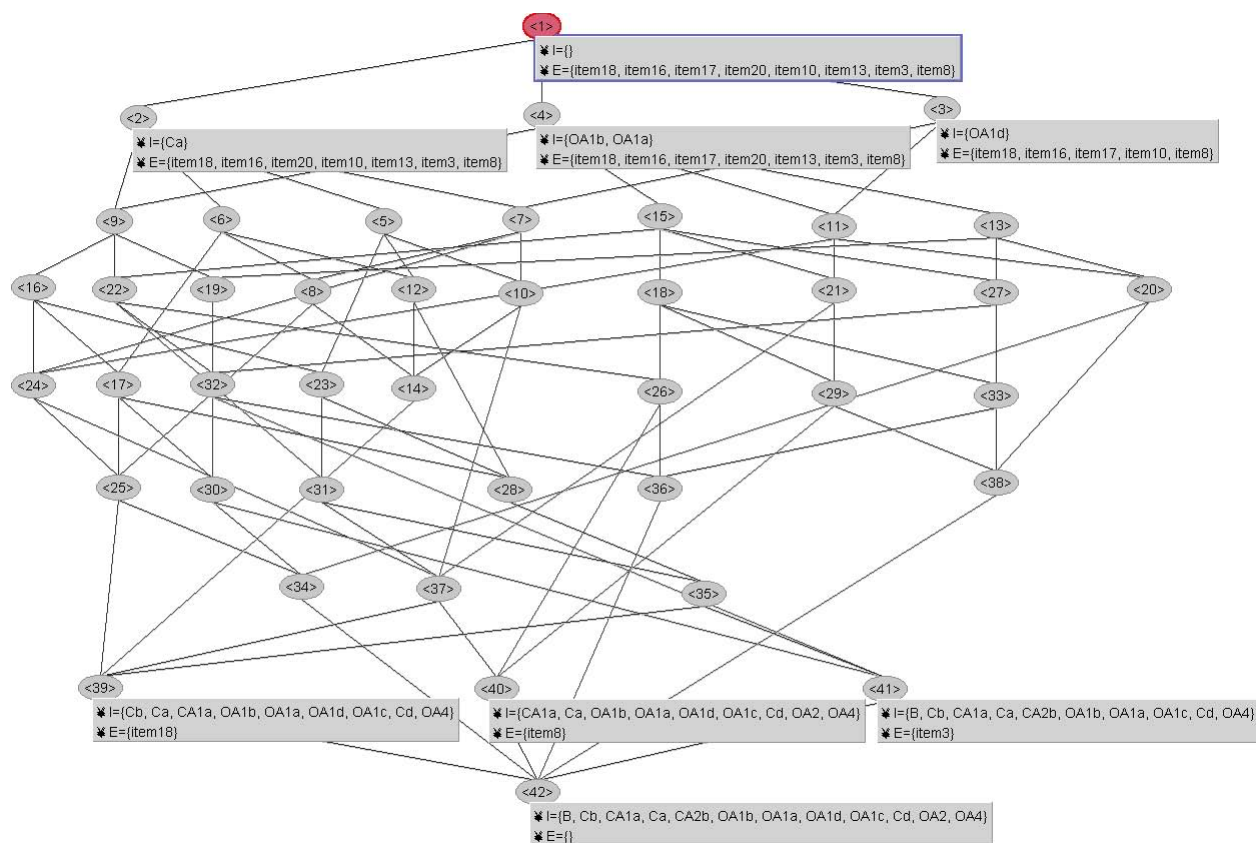 <1>
¥ I={}
¥ E={item18, item16, item17, item20, item10, item13, item3, item8}
<2>
<4>
<3>
¥ I={Ca}
¥ E={item18, item16, item20, item10, item13, item3, item8}
¥ I={OA1b, OA1a}
¥ E={item18, item16, item17, item20, item13, item3, item8}
¥ I={OA1d}
¥ E={item18, item16, item17, item10, item8}
<9>
<6>
<5>
<7>
<15>
<11>
<13>
<16>
<22>
<19>
<8>
<12>
<10>
<18>
<21>
<27>
<20>
<24>
<17>
<32>
<23>
<14>
<26>
<29>
<33>
<25>
<30>
<31>
<28>
<36>
<38>
<34>
<37>
<35>
<39>
<40>
<41>
¥ I={Cb, Ca, CA1a, OA1b, OA1a, OA1d, OA1c, Cd, OA4}
¥ E={item18}
¥ I={CA1a, Ca, OA1b, OA1a, OA1d, OA1c, Cd, OA2, OA4}
¥ E={item8}
¥ I={B, Cb, CA1a, Ca, CA2b, OA1b, OA1a, OA1c, Cd, OA4}
¥ E={item3}
<42>
¥ I={B, Cb, CA1a, Ca, CA2b, OA1b, OA1a, OA1d, OA1c, Cd, OA2, OA4}
¥ E={}